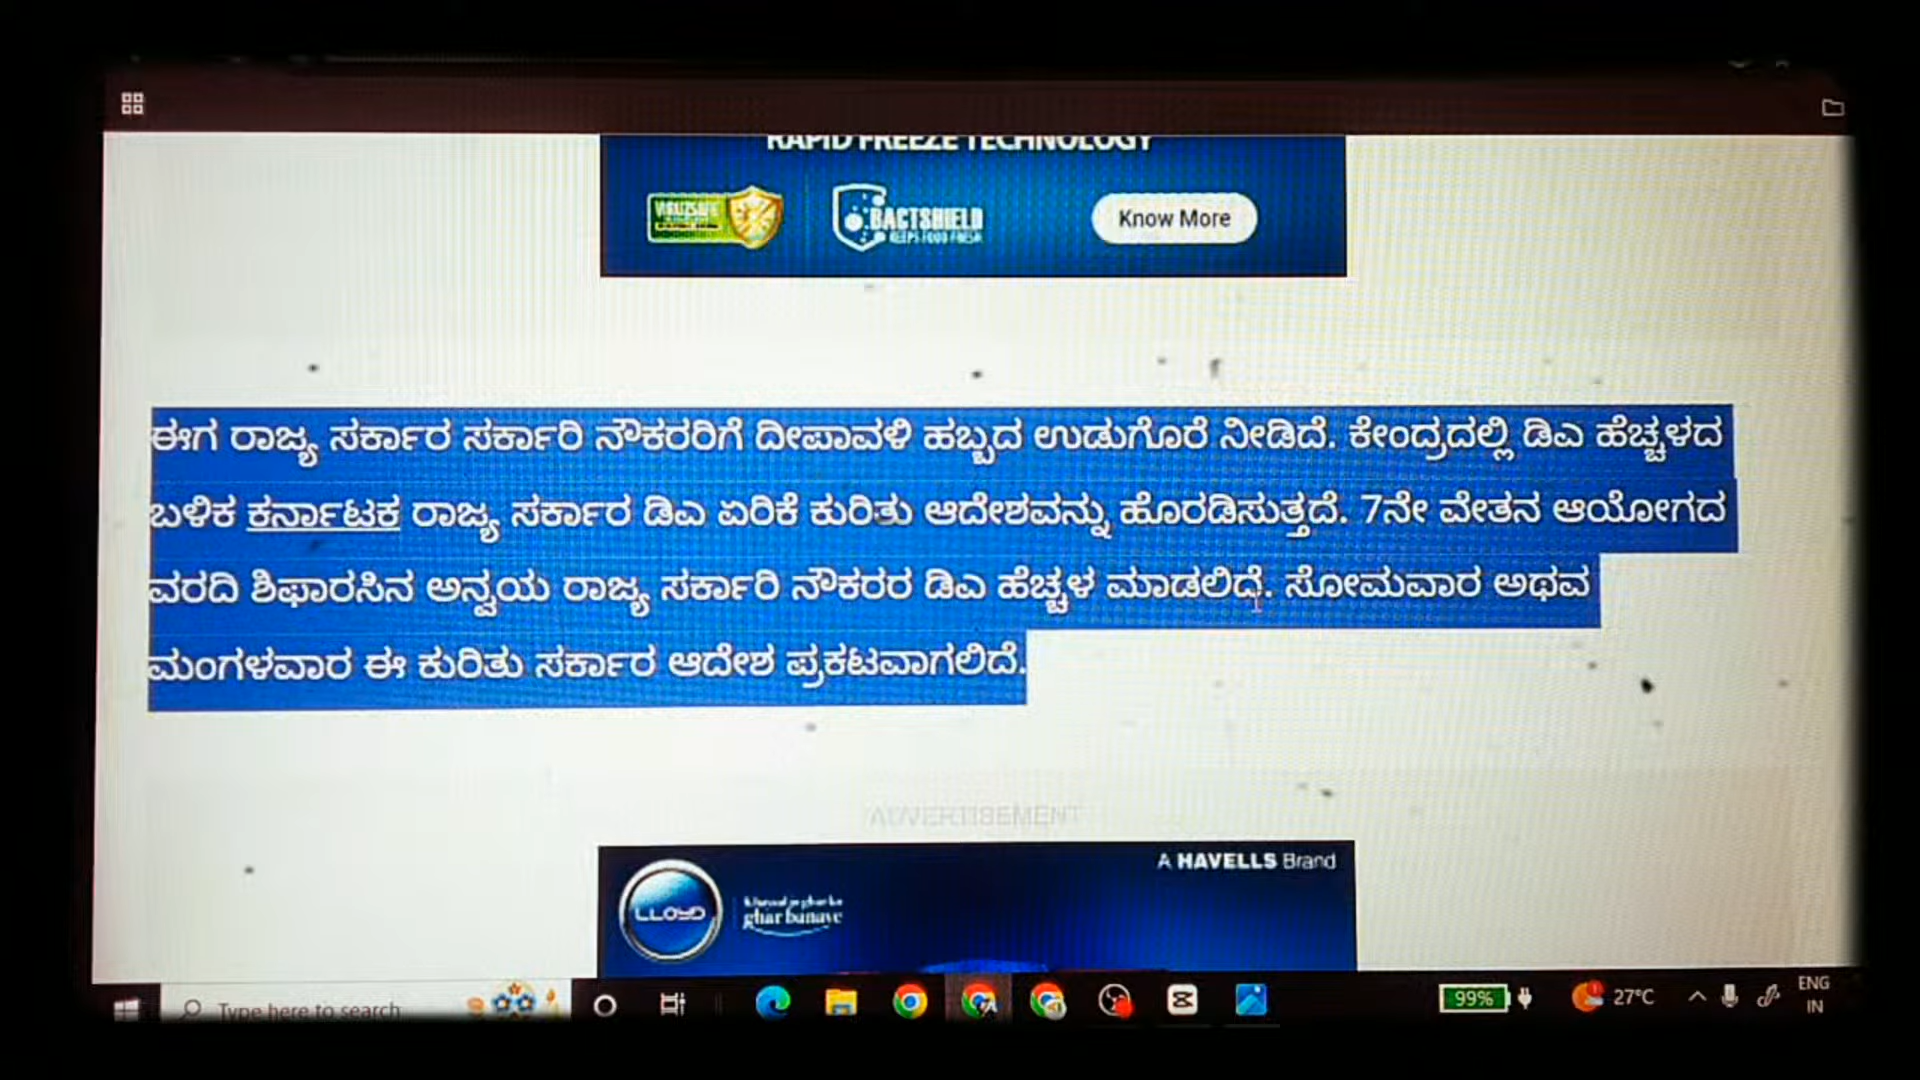 RAPID FREEZE TECHNOLOGY
BACTSHIELD
KEEPS FOOD FRESH
Know More
ಈಗ ರಾಜ್ಯ ಸರ್ಕಾರ ಸರ್ಕಾರಿ ನೌಕರರಿಗೆ ದೀಪಾವಳಿ ಹಬ್ಬದ ಉಡುಗೊರೆ ನೀಡಿದೆ. ಕೇಂದ್ರದಲ್ಲಿ ಡಿಎ ಹೆಚ್ಚಳದ
ಬಳಿಕ ಕರ್ನಾಟಕ ರಾಜ್ಯ ಸರ್ಕಾರ ಡಿಎ ಏರಿಕೆ ಕುರಿತು ಆದೇಶವನ್ನು ಹೊರಡಿಸುತ್ತದೆ. 7ನೇ ವೇತನ ಆಯೋಗದ
ವರದಿ ಶಿಫಾರಸಿನ ಅನ್ವಯ ರಾಜ್ಯ ಸರ್ಕಾರಿ ನೌಕರರ ಡಿಎ ಹೆಚ್ಚಳ ಮಾಡಲಿದೆ. ಸೋಮವಾರ ಅಥವ
ಮಂಗಳವಾರ ಈ ಕುರಿತು ಸರ್ಕಾರ ಆದೇಶ ಪ್ರಕಟವಾಗಲಿದೆ.
ADVERTISEMENT
A HAVELLS Brand
LLOYD
ghar banaye
Type here to search
99%
27°C
ENG
IN